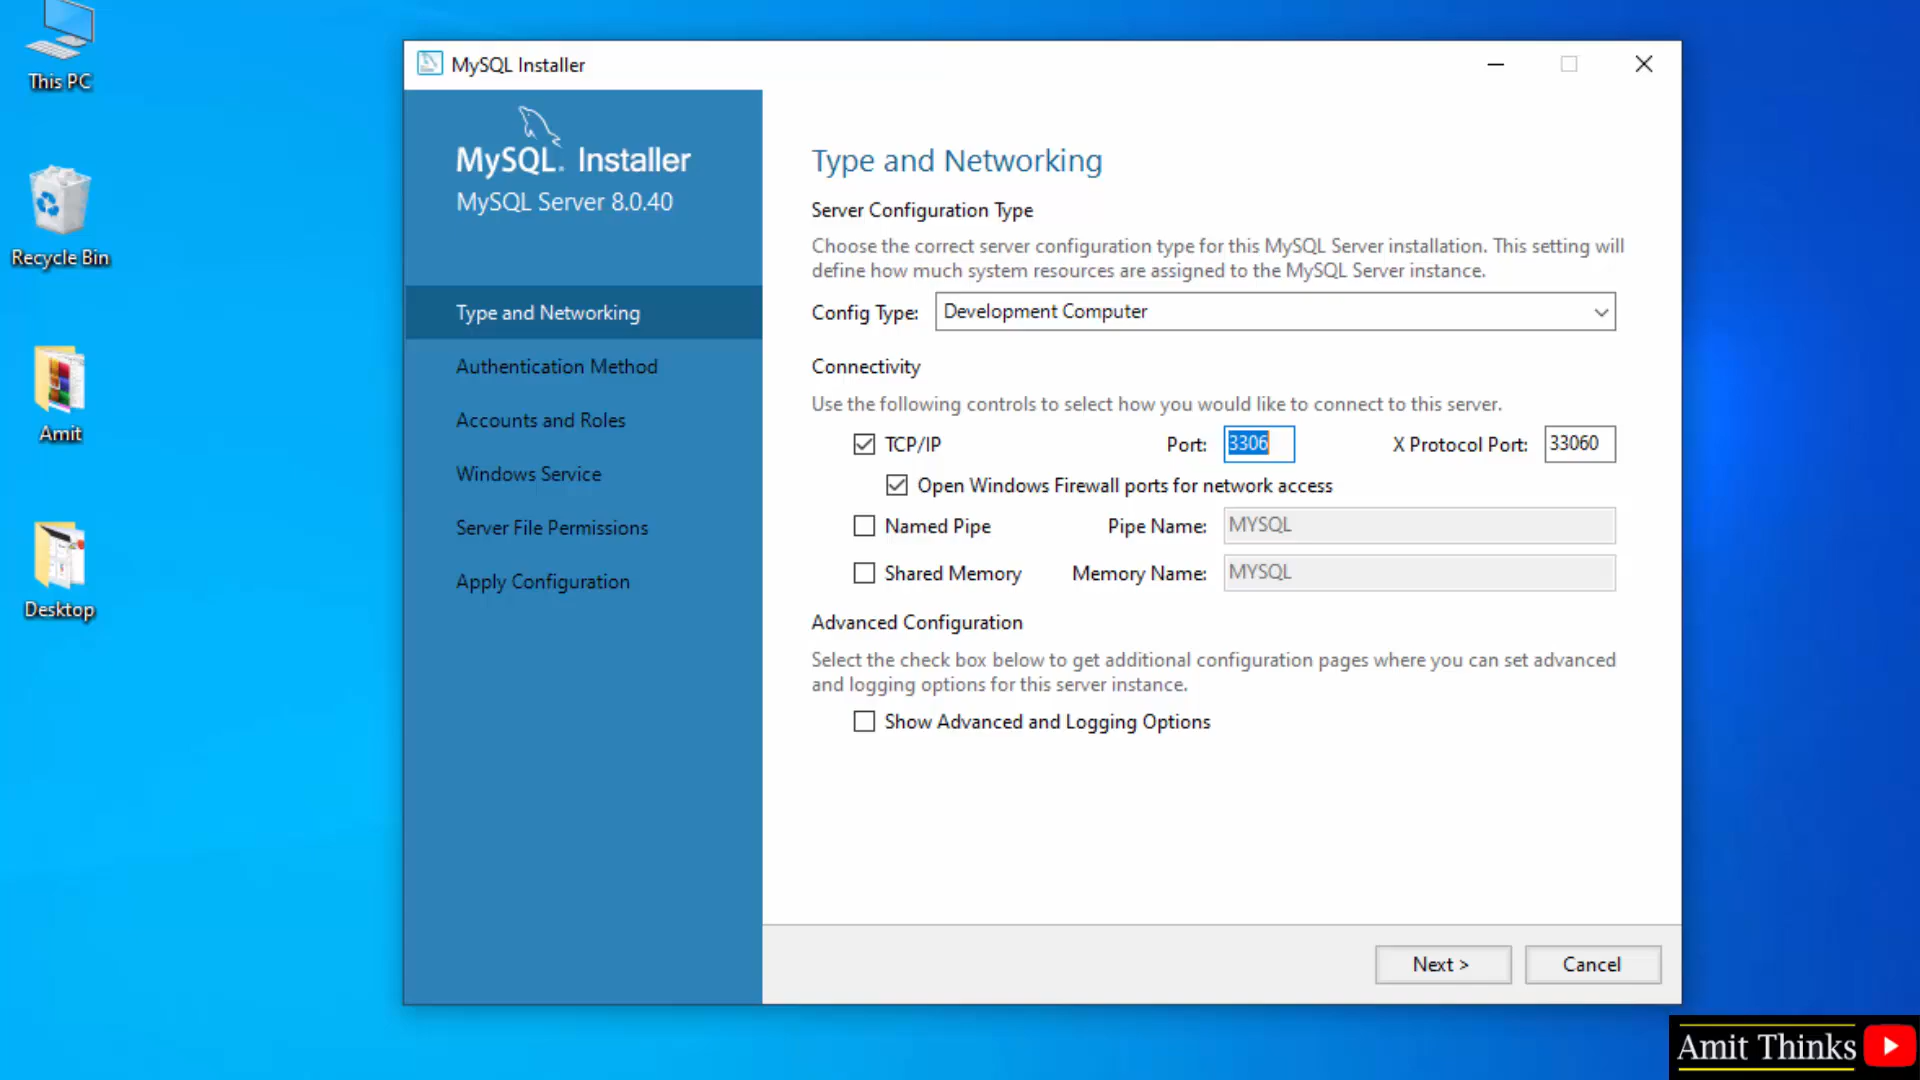 This PC
Recycle Bin
Amit
Desktop
MySQL Installer
MySQL. Installer
MySQL Server 8.0.40
Type and Networking
Authentication Method
Accounts and Roles
Windows Service
Server File Permissions
Apply Configuration
Type and Networking
Server Configuration Type
Choose the correct server configuration type for this MySQL Server installation. This setting will
define how much system resources are assigned to the MySQL Server instance.
Config Type: Development Computer
Connectivity
Use the following controls to select how you would like to connect to this server.
TCP/IP Port: 3306 X Protocol Port: 33060
Open Windows Firewall ports for network access
Named Pipe Pipe Name: MYSQL
Shared Memory Memory Name: MYSQL
Advanced Configuration
Select the check box below to get additional configuration pages where you can set advanced
and logging options for this server instance.
Show Advanced and Logging Options
Next > Cancel
Amit Thinks